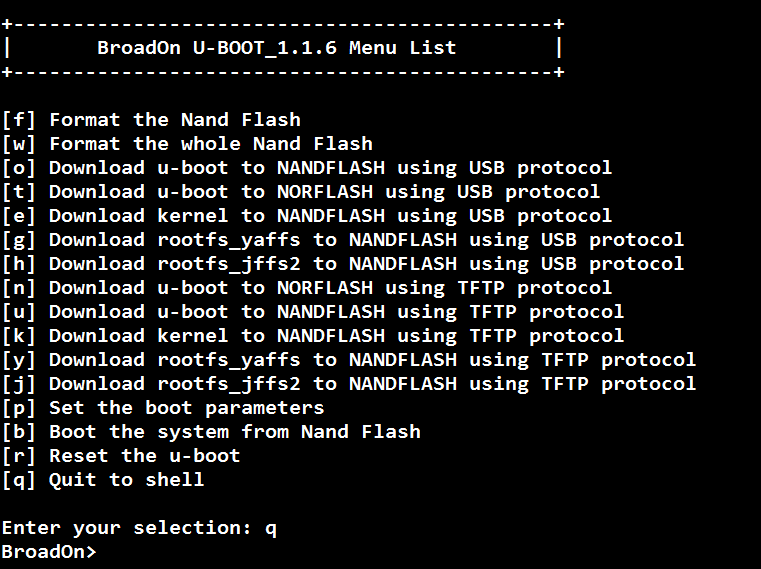 +---------------------------------------------+
|       BroadOn U-BOOT_1.1.6 Menu List        |
+---------------------------------------------+
[f] Format the Nand Flash
[w] Format the whole Nand Flash
[o] Download u-boot to NANDFLASH using USB protocol
[t] Download u-boot to NORFLASH using USB protocol
[e] Download kernel to NANDFLASH using USB protocol
[g] Download rootfs_yaffs to NANDFLASH using USB protocol
[h] Download rootfs_jffs2 to NANDFLASH using USB protocol
[n] Download u-boot to NORFLASH using TFTP protocol
[u] Download u-boot to NANDFLASH using TFTP protocol
[k] Download kernel to NANDFLASH using TFTP protocol
[y] Download rootfs_yaffs to NANDFLASH using TFTP protocol
[j] Download rootfs_jffs2 to NANDFLASH using TFTP protocol
[p] Set the boot parameters
[b] Boot the system from Nand Flash
[r] Reset the u-boot
[q] Quit to shell
Enter your selection: q
BroadOn>